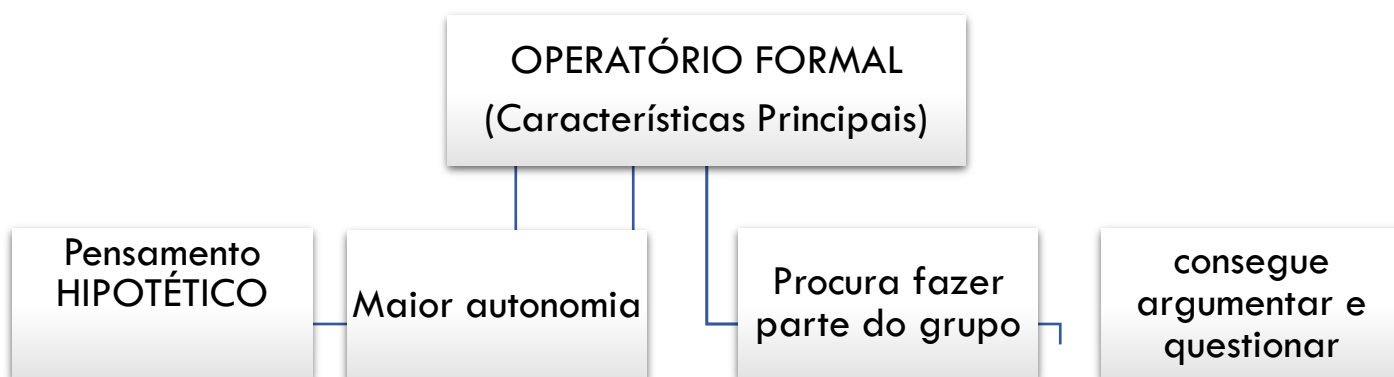 OPERATÓRIO FORMAL
(Características Principais)
Pensamento
HIPOTÉTICO
Maior autonomia
Procura fazer
parte do grupo
consegue
argumentar e
questionar